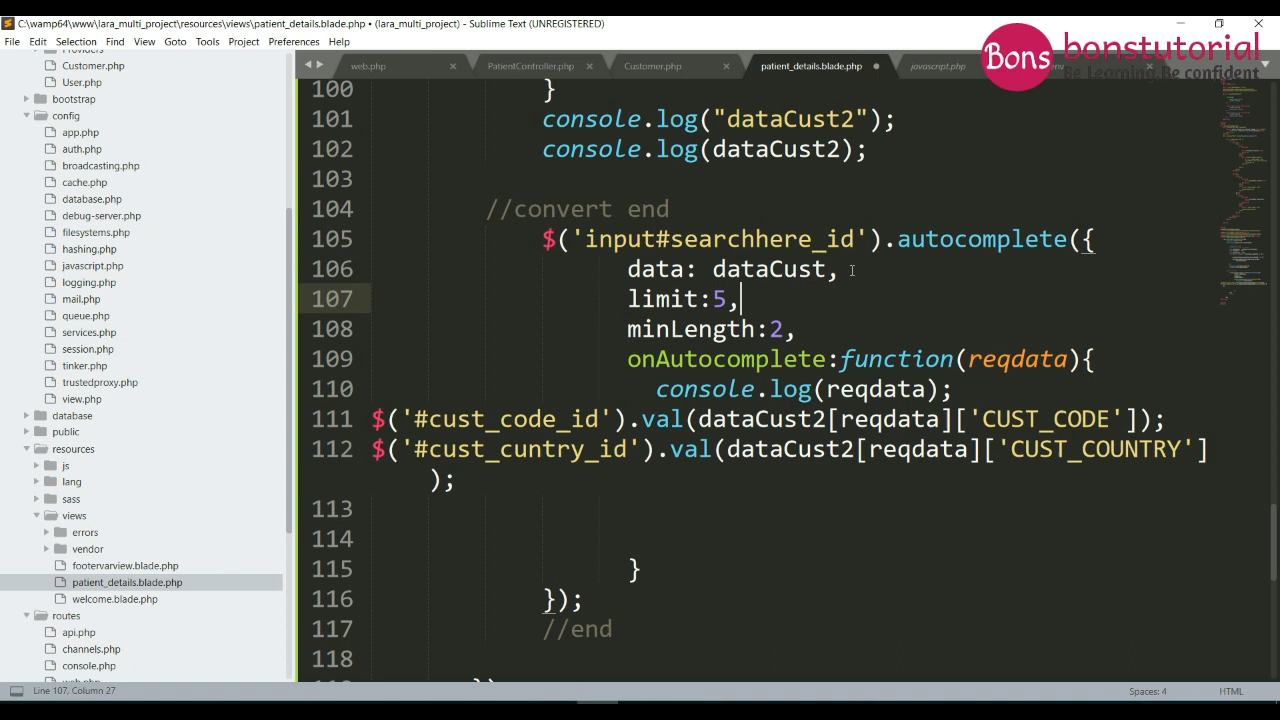 C:\wamp64\www\lara_multi_project\resources\views\patient_details.blade.php • (lara_multi_project) - Sublime Text (UNREGISTERED)
File Edit Selection Find View Goto Tools Project Preferences Help
Bons bonstutorial
Be Learning,Be confident
web.php PatientController.php Customer.php patient_details.blade.php javascript.php
Providers
Customer.php
User.php
bootstrap
config
app.php
auth.php
broadcasting.php
cache.php
database.php
debug-server.php
filesystems.php
hashing.php
javascript.php
logging.php
mail.php
queue.php
services.php
session.php
tinker.php
trustedproxy.php
view.php
database
public
resources
js
lang
sass
views
errors
vendor
footervarview.blade.php
patient_details.blade.php
welcome.blade.php
routes
api.php
channels.php
console.php
web.php
100 }
101 console.log("dataCust2");
102 console.log(dataCust2);
103
104 //convert end
105 $('input#searchhere_id').autocomplete({
106 data: dataCust,
107 limit:5,
108 minLength:2,
109 onAutocomplete:function(reqdata){
110 console.log(reqdata);
111 $('#cust_code_id').val(dataCust2[reqdata]['CUST_CODE']);
112 $('#cust_cuntry_id').val(dataCust2[reqdata]['CUST_COUNTRY']
);
113
114
115 }
116 });
117 //end
118
Line 107, Column 27
Spaces: 4
HTML